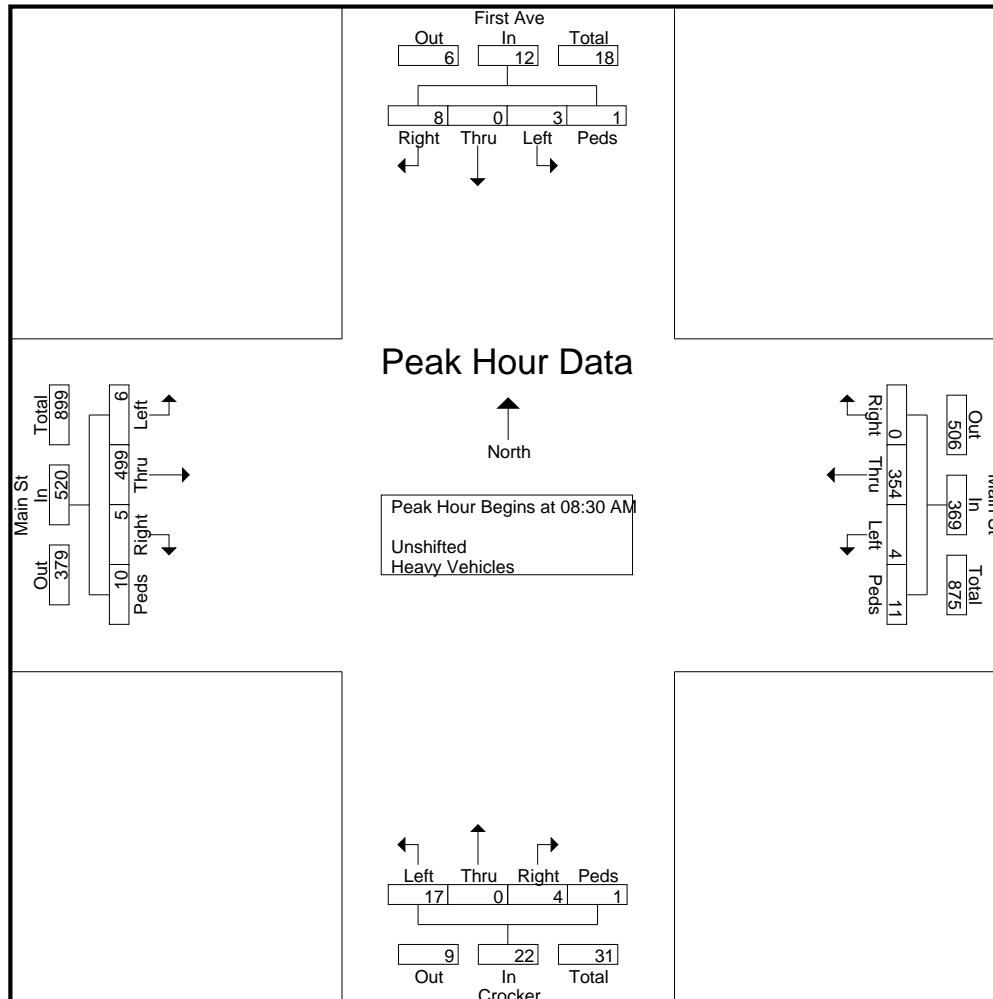 First Ave
Out In Total
6 12 18
8 0 3 1
Right Thru Left Peds
Peak Hour Data
North
Peak Hour Begins at 08:30 AM
Unshifted
Heavy Vehicles
Main St
Out In Total
379 520 899
6 499 5 10
Left Thru Right Peds
Main St
Out In Total
506 369 875
0 354 4 11
Right Thru Left Peds
Left Thru Right Peds
17 0 4 1
9 22 31
Out In Total
Crocker